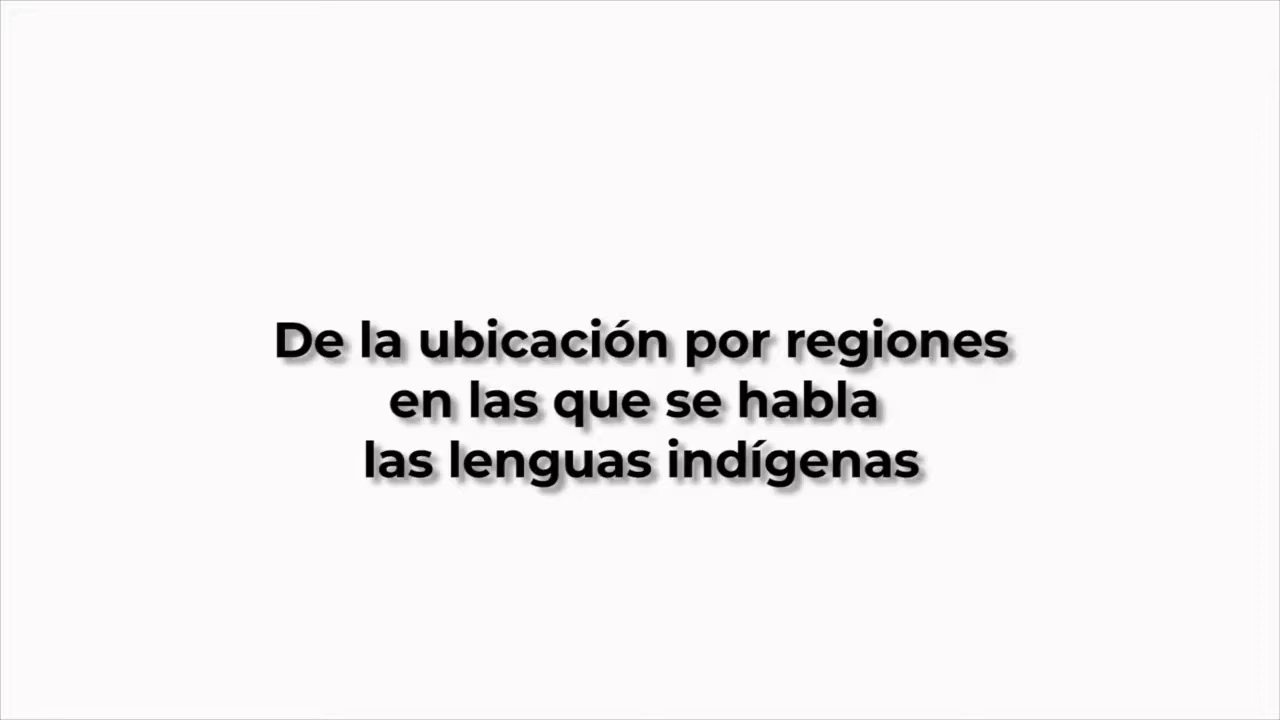 De la ubicación por regiones
en las que se habla
las lenguas indígenas